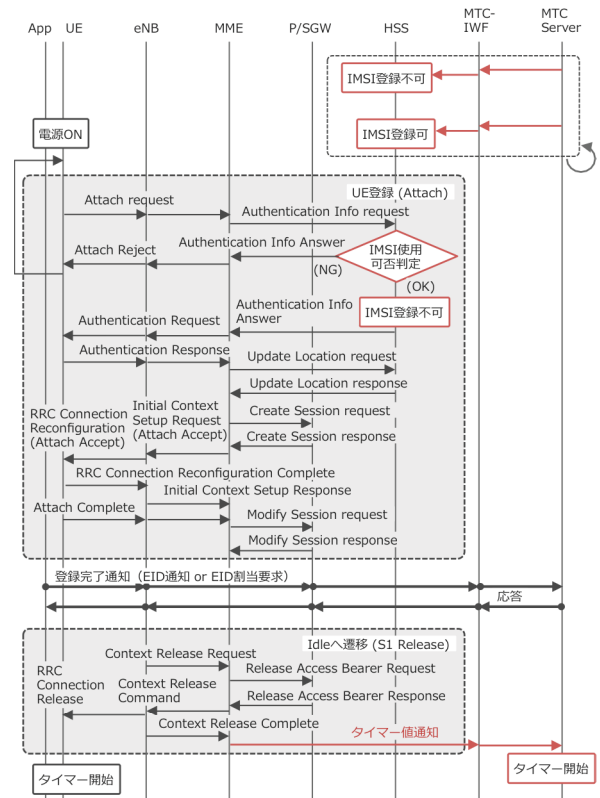 App UE eNB MME P/SGW HSS MTC-
IWF MTC
Server
IMSI登録不可
IMSI登録可
電源ON
UE登録 (Attach)
Attach request
Authentication Info request
Authentication Info Answer
Attach Reject
(NG)
IMSI使用
可否判定
(OK)
Authentication Info
Answer
IMSI登録不可
Authentication Request
Authentication Response
Update Location request
Update Location response
RRC Connection
Reconfiguration
(Attach Accept)
Initial Context
Setup Request
(Attach Accept)
Create Session request
Create Session response
RRC Connection Reconfiguration Complete
Initial Context Setup Response
Attach Complete
Modify Session request
Modify Session response
登録完了通知（EID通知 or EID割当要求）
応答
Idleへ遷移 (S1 Release)
Context Release Request
Release Access Bearer Request
RRC
Connection
Release
Context Release
Command
Release Access Bearer Response
Context Release Complete
タイマー値通知
タイマー開始
タイマー開始